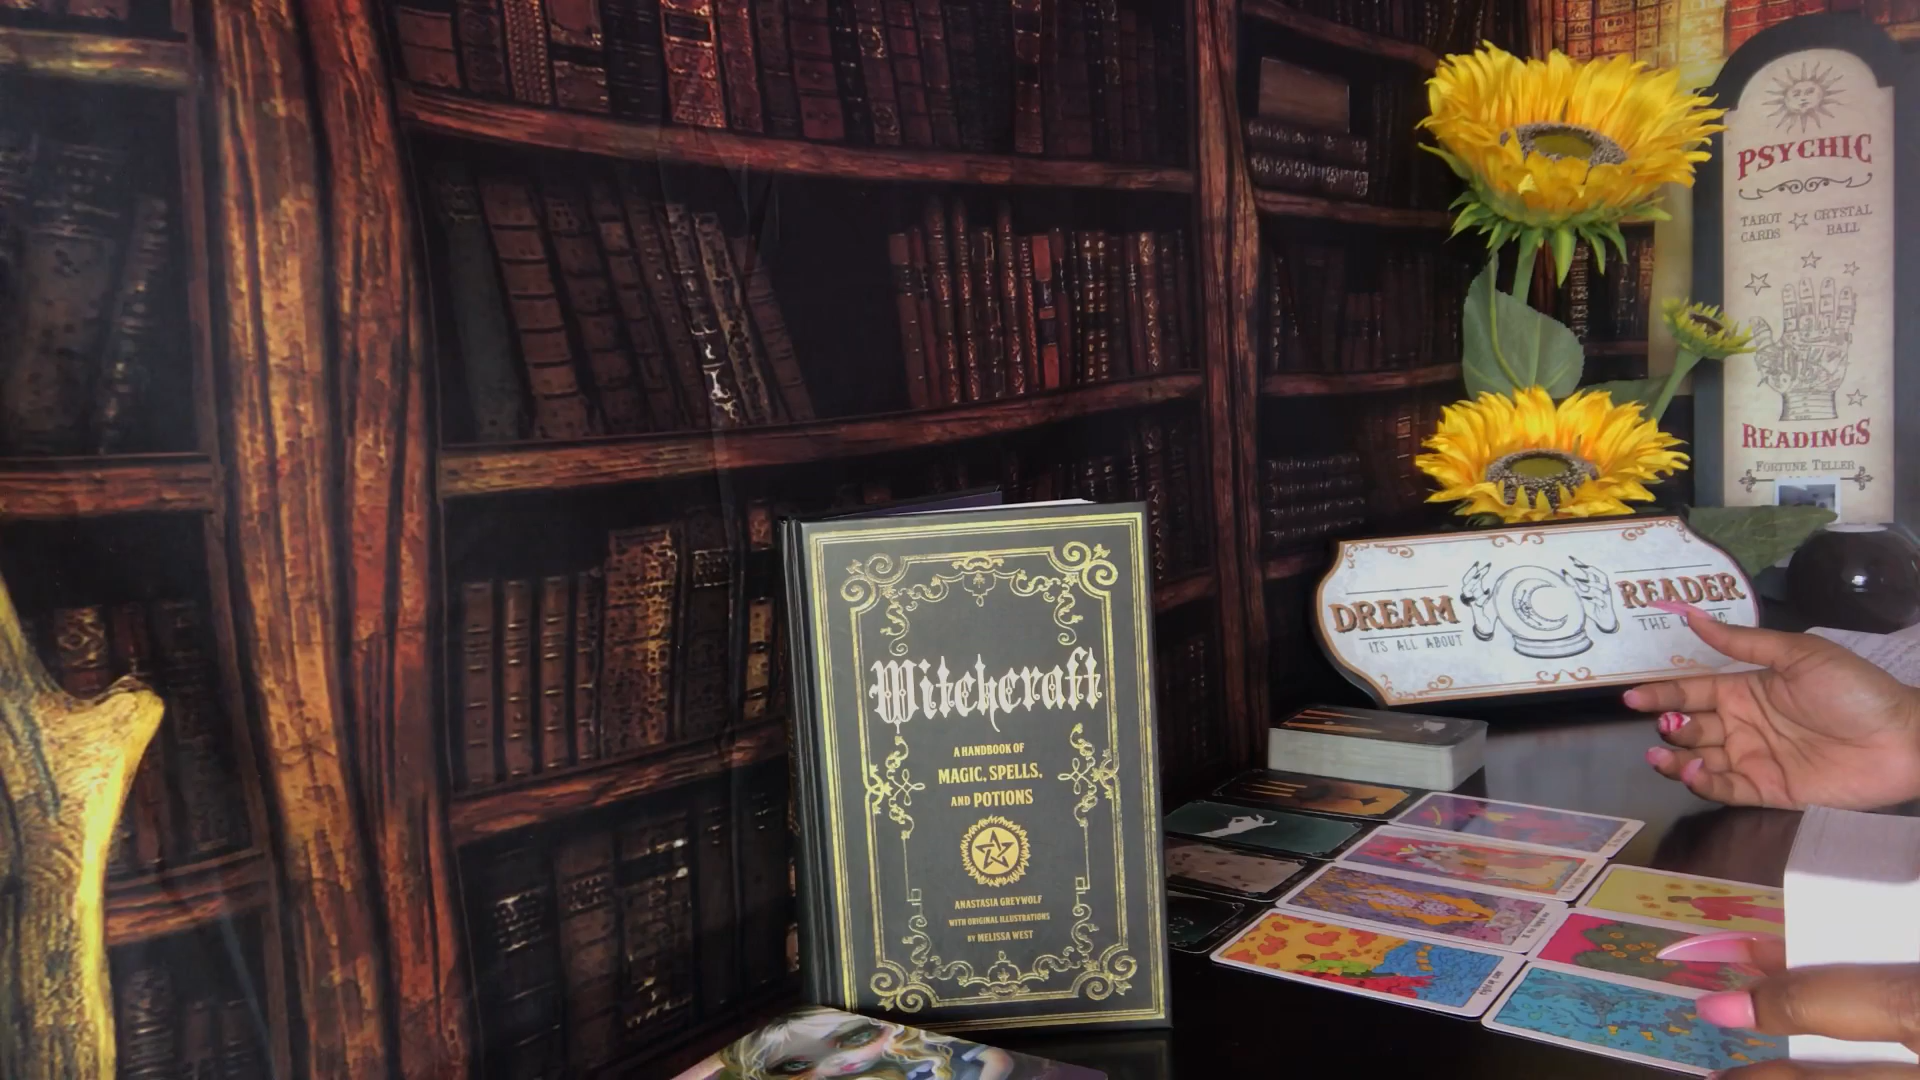 Witchcraft
A HANDBOOK OF
MAGIC, SPELLS,
AND POTIONS
ANASTASIA GREYWOLF
WITH ORIGINAL ILLUSTRATIONS
BY MELISSA WEST
PSYCHIC
TAROT CARDS
CRYSTAL BALL
READINGS
FORTUNE TELLER
DREAM READER
IT'S ALL ABOUT THE